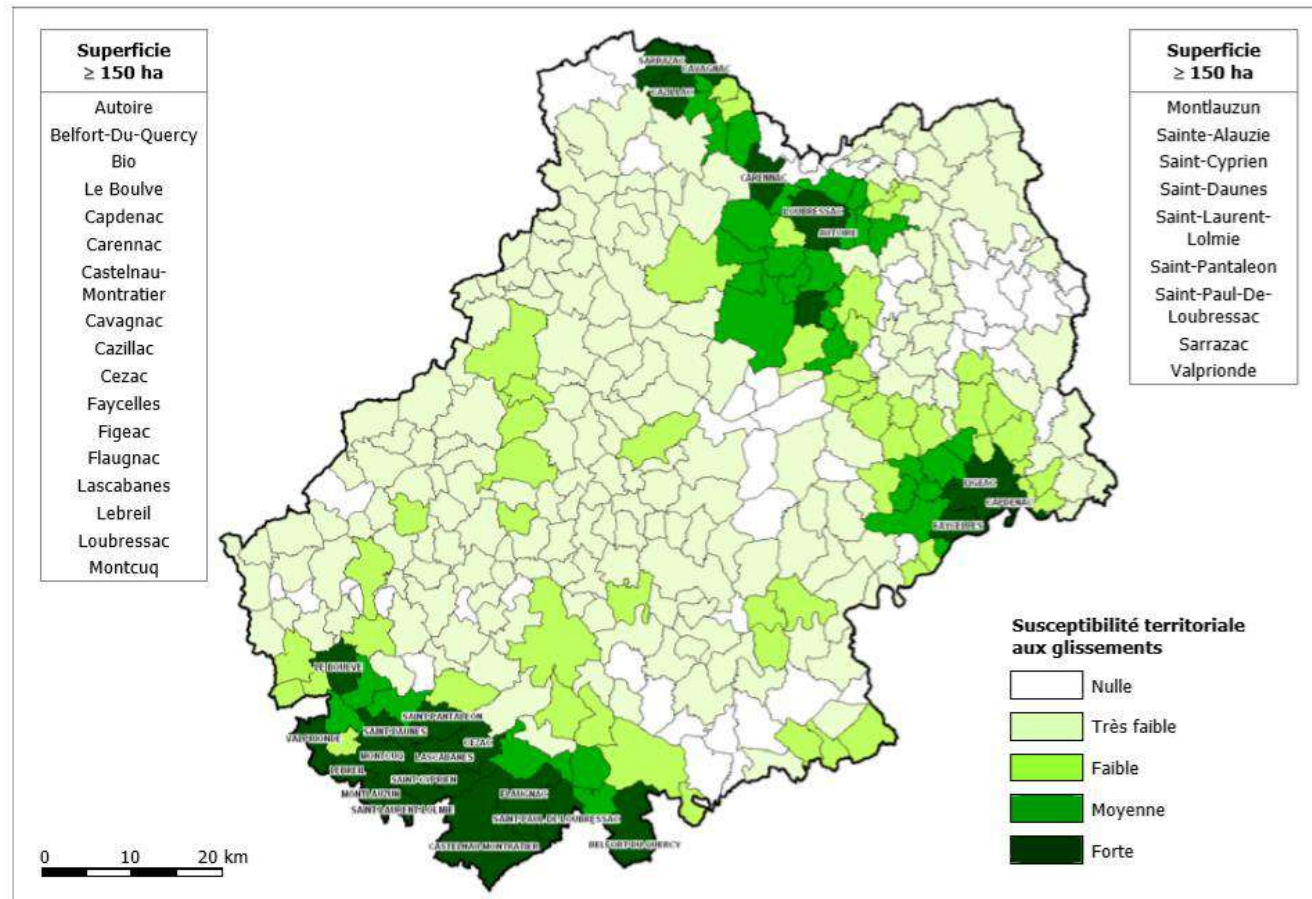 Superficie
≥ 150 ha
Autoire
Belfort-Du-Quercy
Bio
Le Boulve
Capdenac
Carennac
Castelnau-
Montratier
Cavagnac
Cazillac
Cezac
Faycelles
Figeac
Flaugnac
Lascabanes
Lebreil
Loubressac
Montcuq
Superficie
≥ 150 ha
Montlauzun
Sainte-Alauzie
Saint-Cyprien
Saint-Daunes
Saint-Laurent-
Lolmie
Saint-Pantaleon
Saint-Paul-De-
Loubressac
Sarrazac
Valprionde
SARRAZAC
CAVAGNAC
CAZILLAC
CARENNAC
LOUBRESSAC
AUTOIRE
FIGEAC
CAPDENAC
FAYCELLES
LE BOULVE
SAINT-PANTALEON
SAINT-DAUNES
VALPRIONDE
CEZAC
MONTCUQ
LASCABANES
LEBREIL
SAINT-CYPRIEN
MONTLAUZUN
FLAUGNAC
SAINT-LAURENT-LOLMIE
SAINT-PAUL-DE-LOUBRESSAC
CASTELNAU-MONTRATIER
BELFORT-DU-QUERCY
Susceptibilité territoriale
aux glissements
Nulle
Très faible
Faible
Moyenne
Forte
0 10 20 km